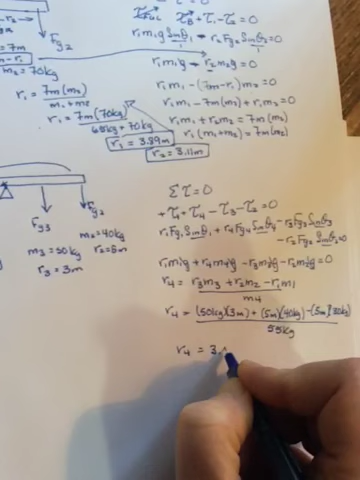 Στ = 0
τ₁ - τ₂ = 0
r₁m₁g Sinθ₁ - r₂Fg₂ Sinθ₂ = 0
Fg₂
= 7m
m₂ = 70kg
r₁m₁g - r₂m₂g = 0
r₁ = 7m(m₂)
m₁ + m₂
r₁m₁ - (7m - r₁)m₂ = 0
r₁m₁ - 7m(m₂) + r₁m₂ = 0
r₁ = 7m(70kg)
r₁m₁ + r₁m₂ = 7m(m₂)
r₁(m₁ + m₂) = 7m(m₂)
r₁ = 3.89m
r₂ = 3.11m
Στ = 0
+τ₁ + τ₄ - τ₃ - τ₂ = 0
r₁Fg₁ Sinθ₁ + r₄Fg₄ Sinθ₄ - r₃Fg₃ Sinθ₃
- r₂Fg₂ Sinθ₂ = 0
Fg₃
Fg₂
m₂ = 40kg
m₃ = 50kg
r₂ = 5m
r₃ = 3m
r₁m₁g + r₄m₄g - r₃m₃g - r₂m₂g = 0
r₄ = r₃m₃ + r₂m₂ - r₁m₁
m₄
r₄ = (50kg)(3m) + (5m)(40kg) - (5m)(30kg)
55kg
r₄ = 3.